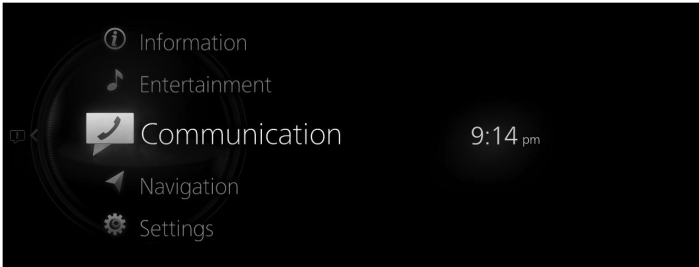 Information
Entertainment
Communication
9:14 pm
Navigation
Settings